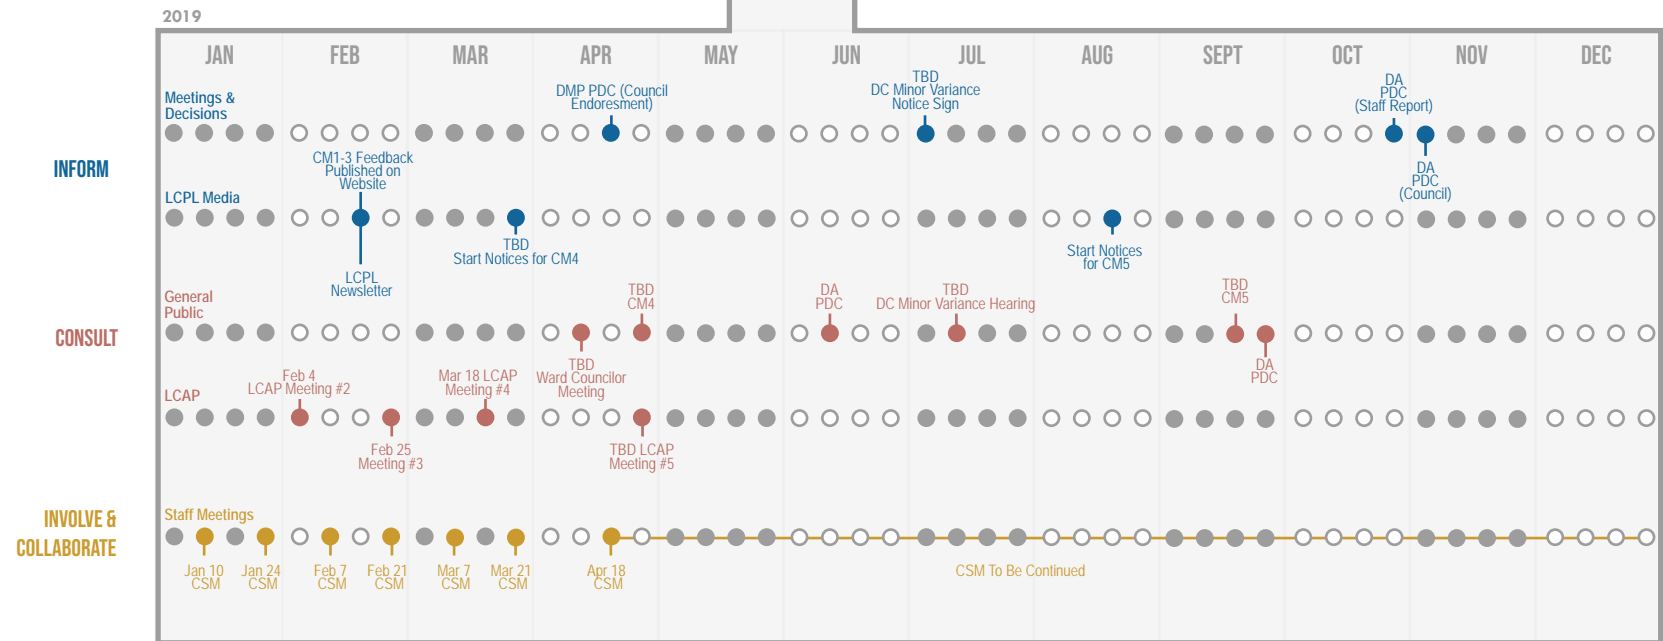 2019
JAN
FEB
MAR
APR
MAY
JUN
JUL
AUG
SEPT
OCT
NOV
DEC
INFORM
Meetings &
Decisions
DMP PDC (Council
Endoresment)
TBD
DC Minor Variance
Notice Sign
DA
PDC
(Staff Report)
DA
PDC
(Council)
CM1-3 Feedback
Published on
Website
LCPL Media
LCPL
Newsletter
TBD
Start Notices for CM4
Start Notices
for CM5
CONSULT
General
Public
TBD
Ward Councilor
Meeting
TBD
CM4
DA
PDC
TBD
DC Minor Variance Hearing
TBD
CM5
DA
PDC
LCAP
Feb 4
LCAP Meeting #2
Feb 25
Meeting #3
Mar 18 LCAP
Meeting #4
TBD LCAP
Meeting #5
INVOLVE &
COLLABORATE
Staff Meetings
Jan 10
CSM
Jan 24
CSM
Feb 7
CSM
Feb 21
CSM
Mar 7
CSM
Mar 21
CSM
Apr 18
CSM
CSM To Be Continued